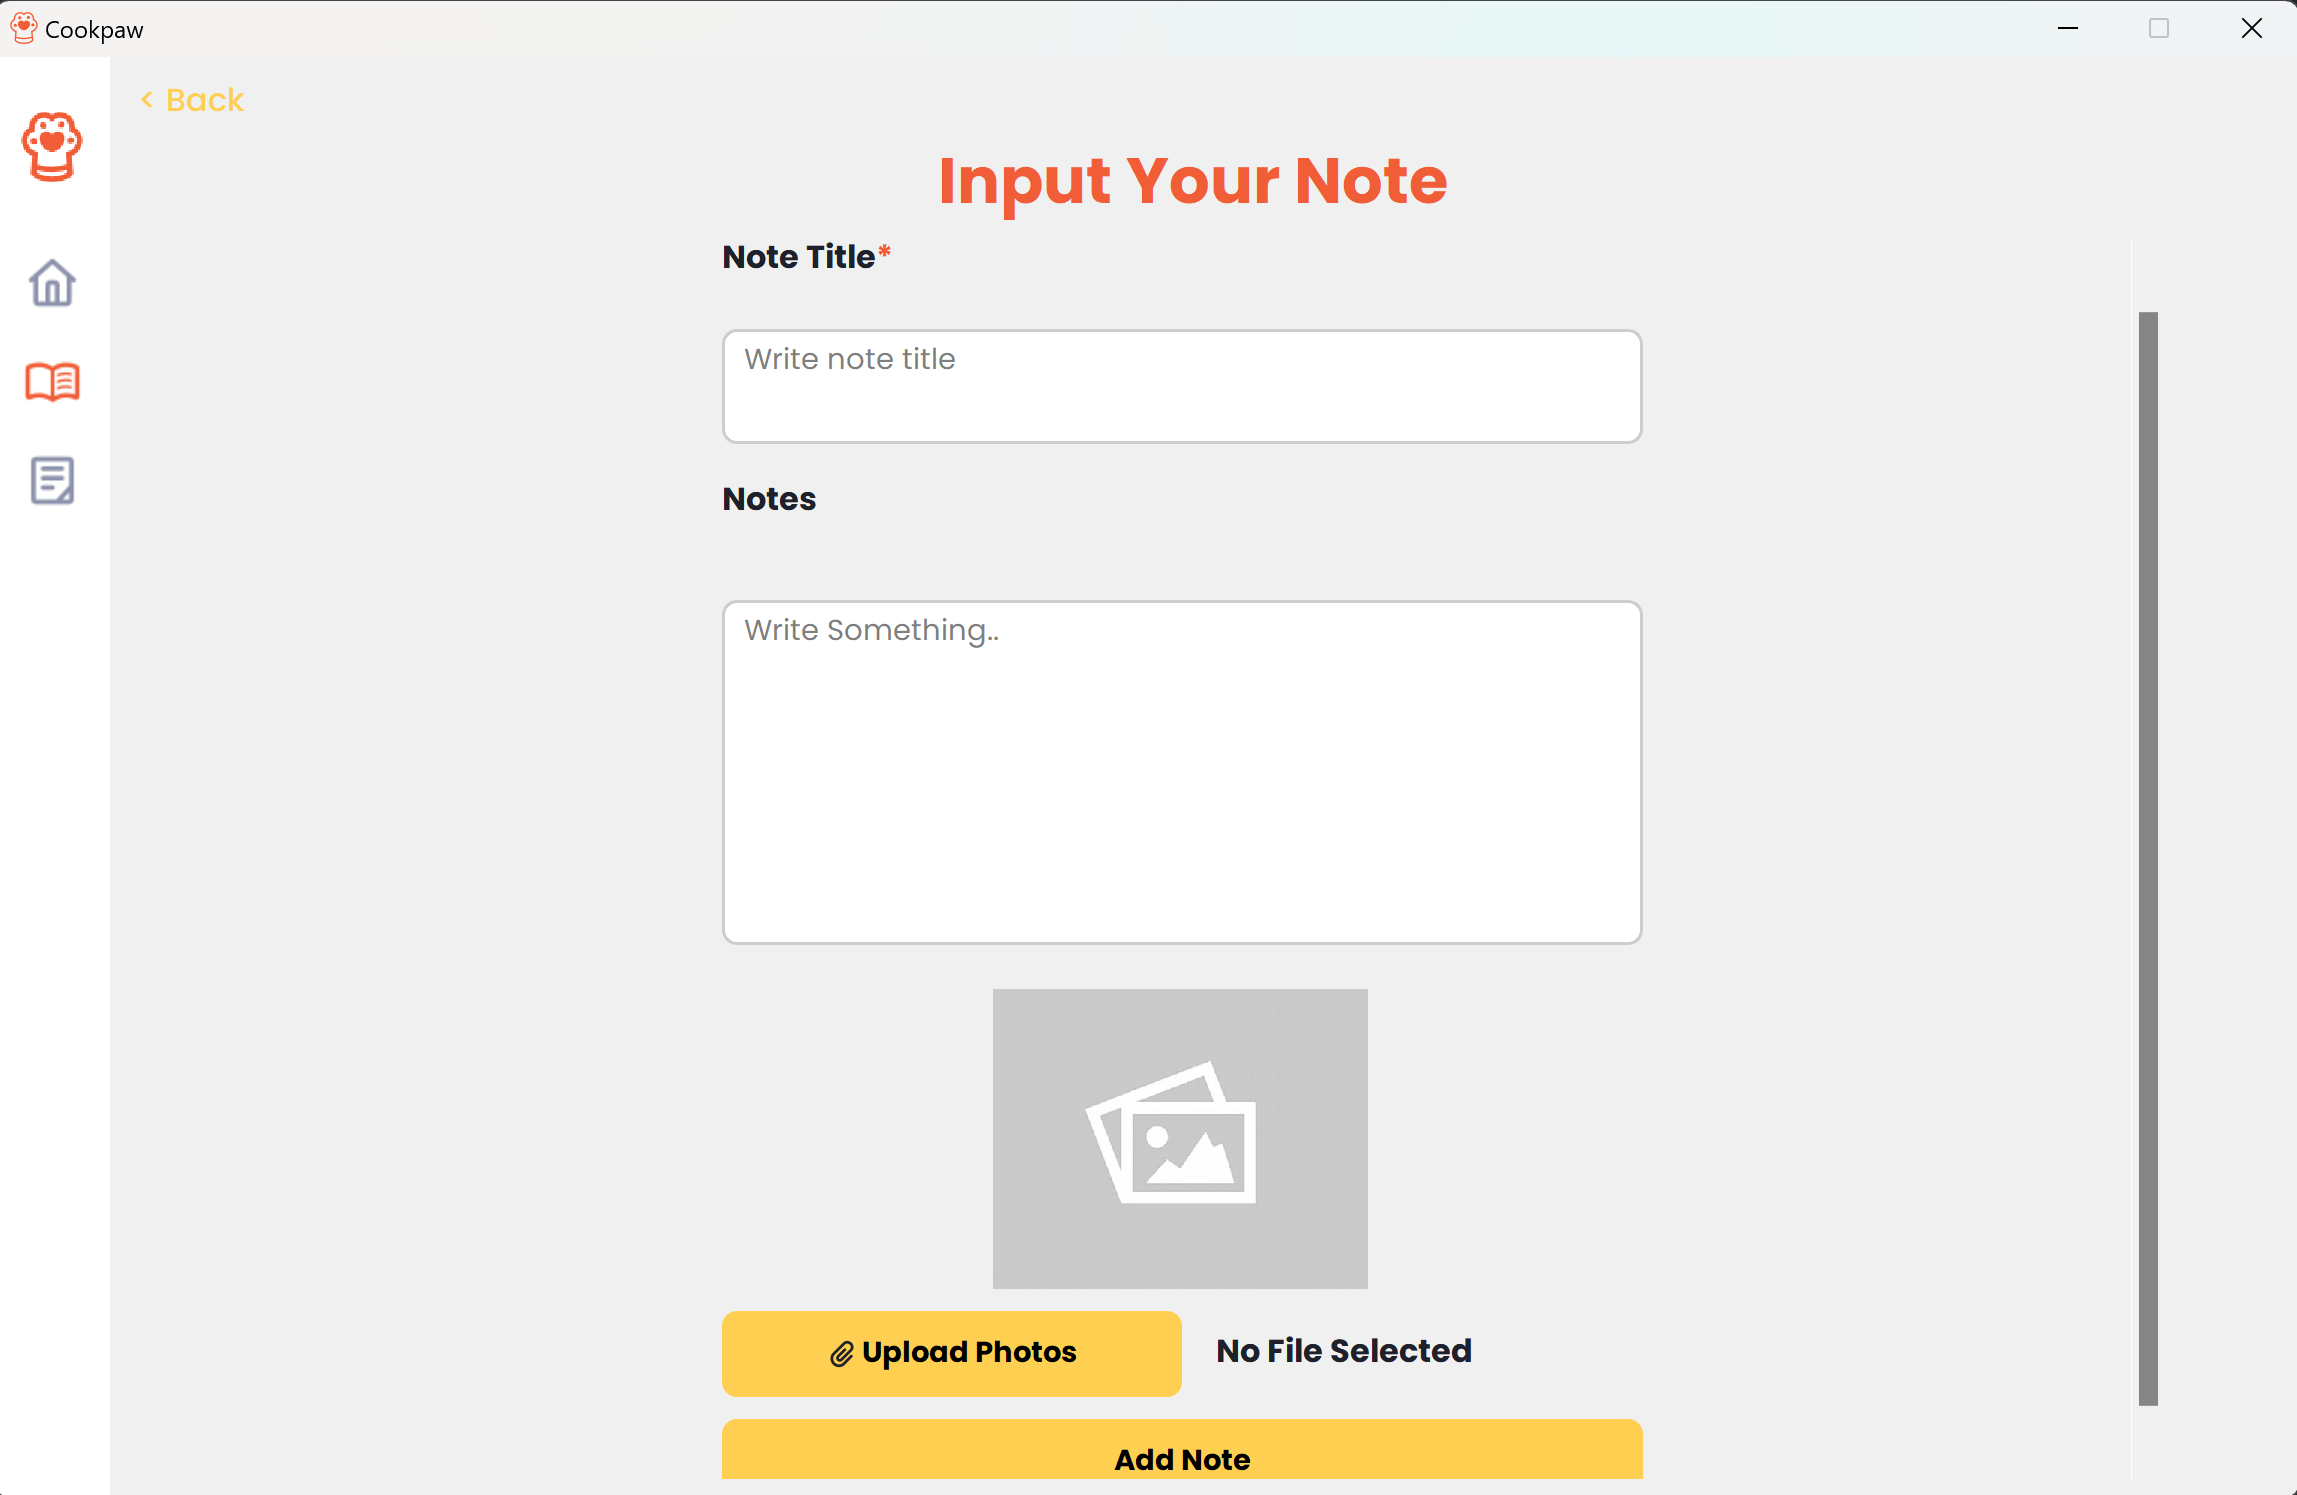 Cookpaw
< Back
Input Your Note
Note Title*
Write note title
Notes
Write Something..
Upload Photos
No File Selected
Add Note